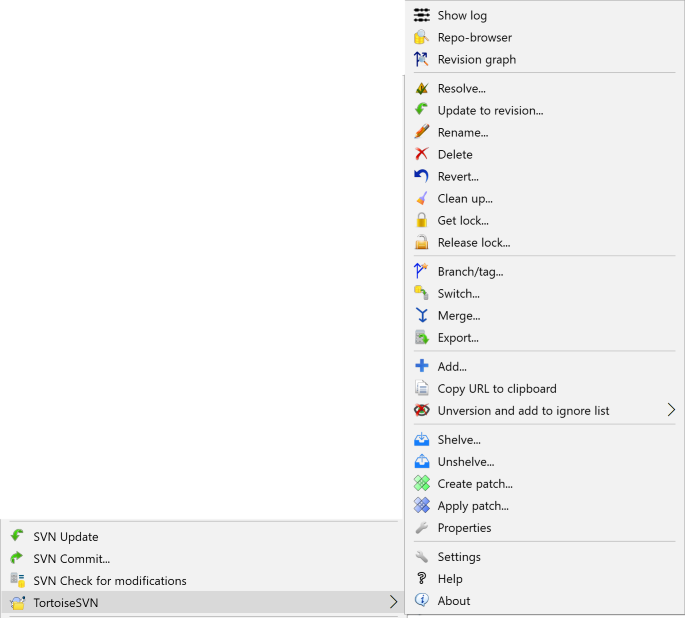 Show log
Repo-browser
Revision graph
Resolve...
Update to revision...
Rename...
Delete
Revert...
Clean up...
Get lock...
Release lock...
Branch/tag...
Switch...
Merge...
Export...
Add...
Copy URL to clipboard
Unversion and add to ignore list
Shelve...
Unshelve...
Create patch...
Apply patch...
Properties
Settings
Help
About
SVN Update
SVN Commit...
SVN Check for modifications
TortoiseSVN